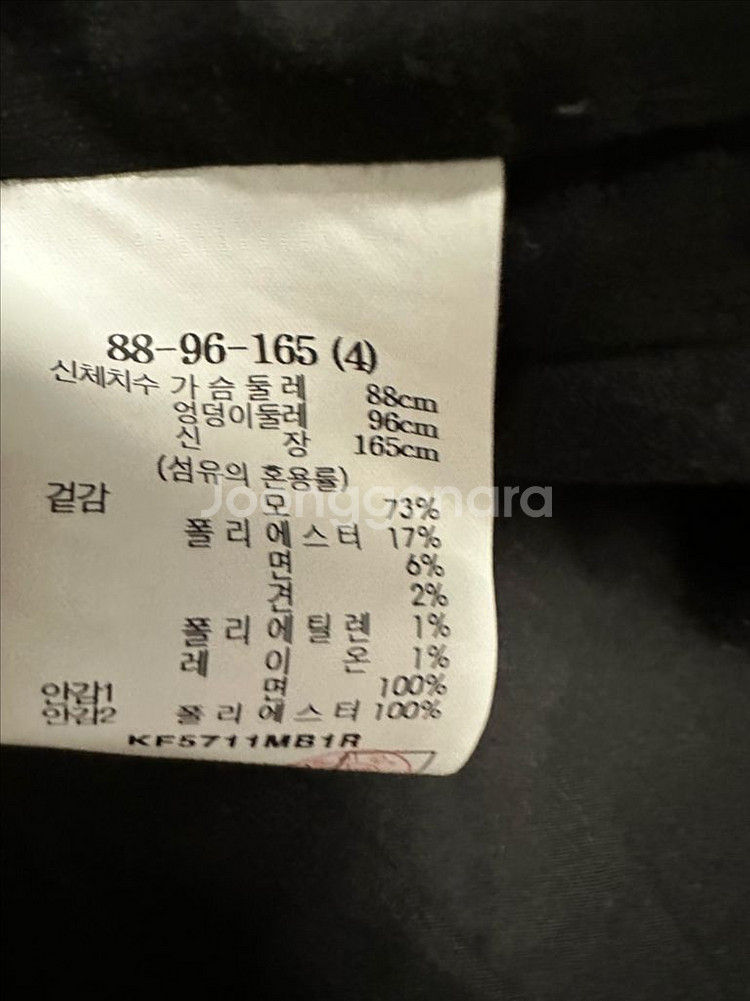 88-96-165 (4)
신체치수 가슴둘레 88cm
엉덩이둘레 96cm
신 장 165cm
(섬유의 혼용률)
겉감 모 73%
폴리에스터 17%
면 6%
견 2%
폴리에틸렌 1%
레이온 1%
안감1 면 100%
안감2 폴리에스터 100%
KF5711MB1R
Joonggonara